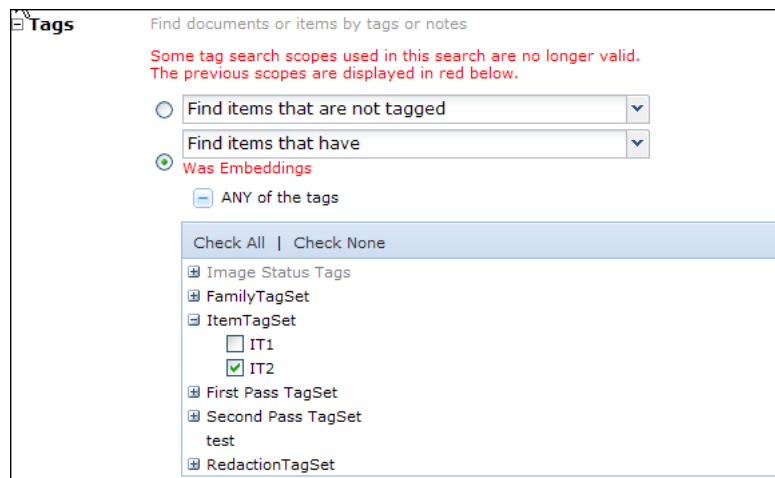 Tags Find documents or items by tags or notes
Some tag search scopes used in this search are no longer valid.
The previous scopes are displayed in red below.
Find items that are not tagged
Find items that have
Was Embeddings
ANY of the tags
Check All | Check None
Image Status Tags
FamilyTagSet
ItemTagSet
IT1
IT2
First Pass TagSet
Second Pass TagSet
test
RedactionTagSet